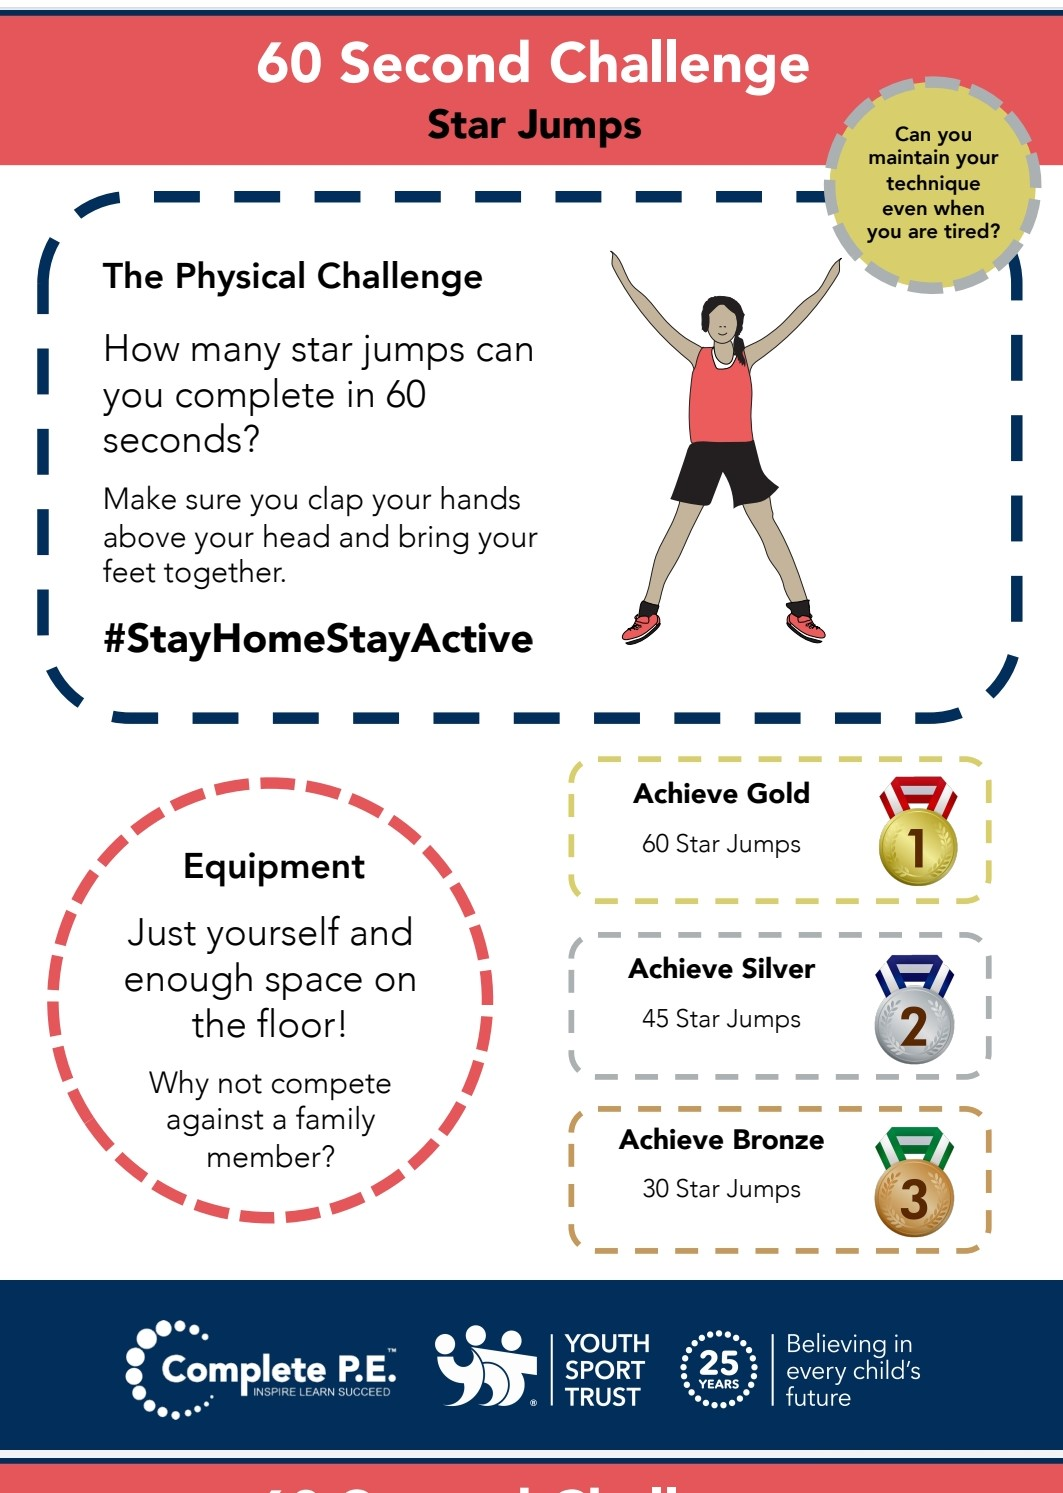 60 Second Challenge
Star Jumps
Can you
maintain your
technique
even when
you are tired?
The Physical Challenge
How many star jumps can
you complete in 60
seconds?
Make sure you clap your hands
above your head and bring your
feet together.
#StayHomeStayActive
Equipment
Just yourself and
enough space on
the floor!
Why not compete
against a family
member?
Achieve Gold
60 Star Jumps
1
Achieve Silver
45 Star Jumps
2
Achieve Bronze
30 Star Jumps
3
Complete P.E.™
INSPIRE LEARN SUCCEED
®
YOUTH
SPORT
TRUST
25
YEARS
Believing in
every child's
future
60 Second Challenge